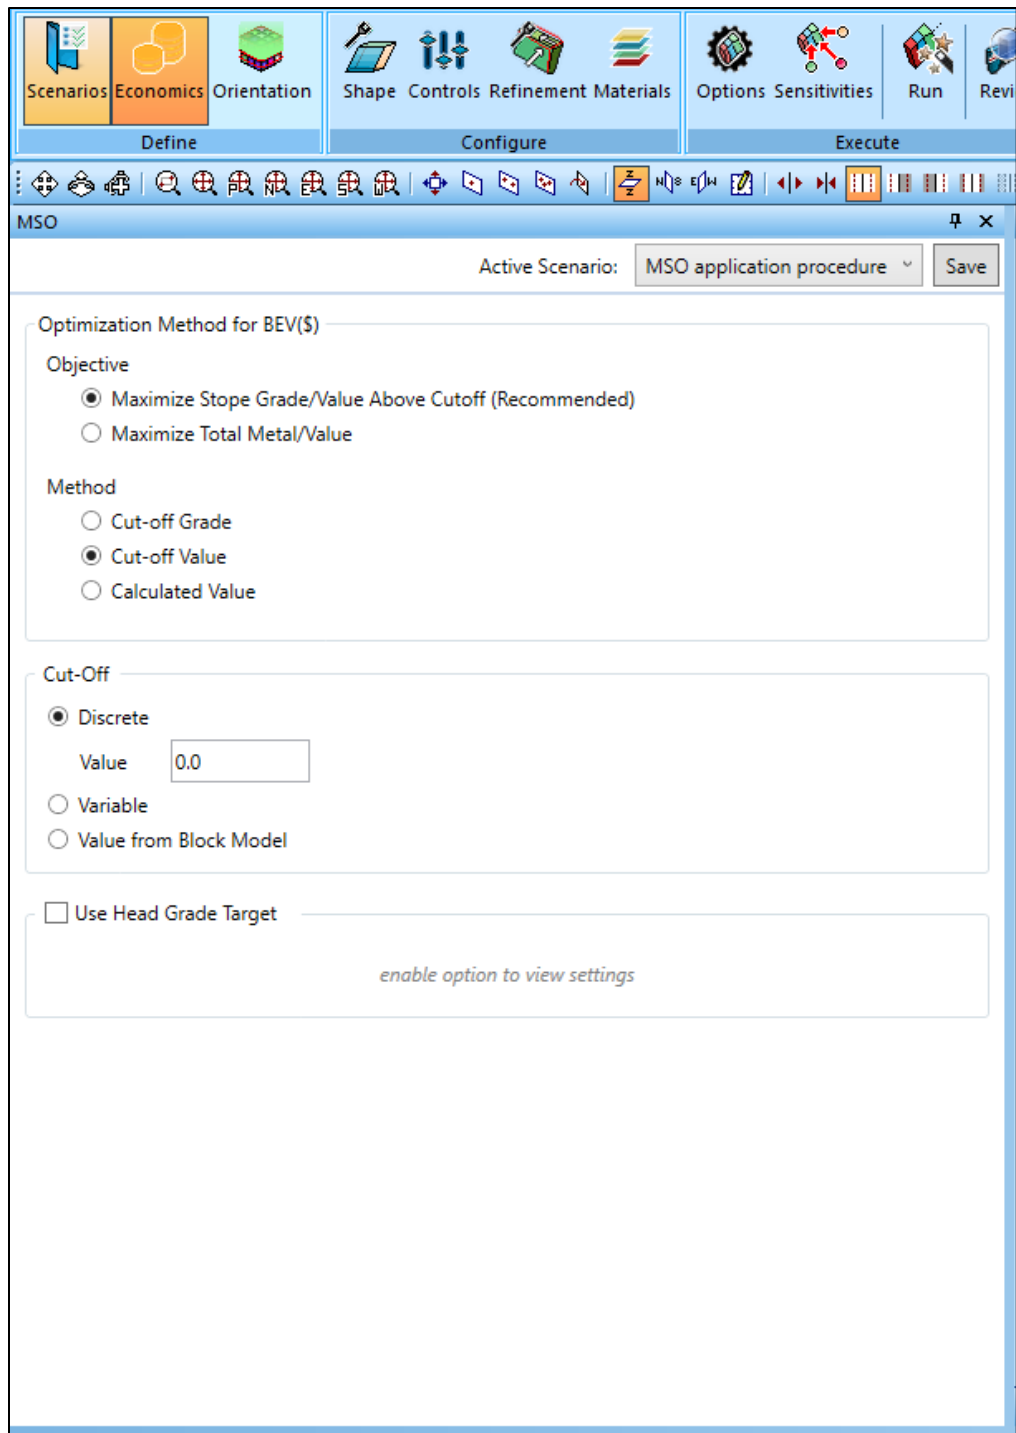 Scenarios Economics Orientation Shape Controls Refinement Materials Options Sensitivities Run Revi
Define Configure Execute
MSO
Active Scenario: MSO application procedure Save
Optimization Method for BEV($)
Objective
Maximize Stope Grade/Value Above Cutoff (Recommended)
Maximize Total Metal/Value
Method
Cut-off Grade
Cut-off Value
Calculated Value
Cut-Off
Discrete
Value 0.0
Variable
Value from Block Model
Use Head Grade Target
enable option to view settings